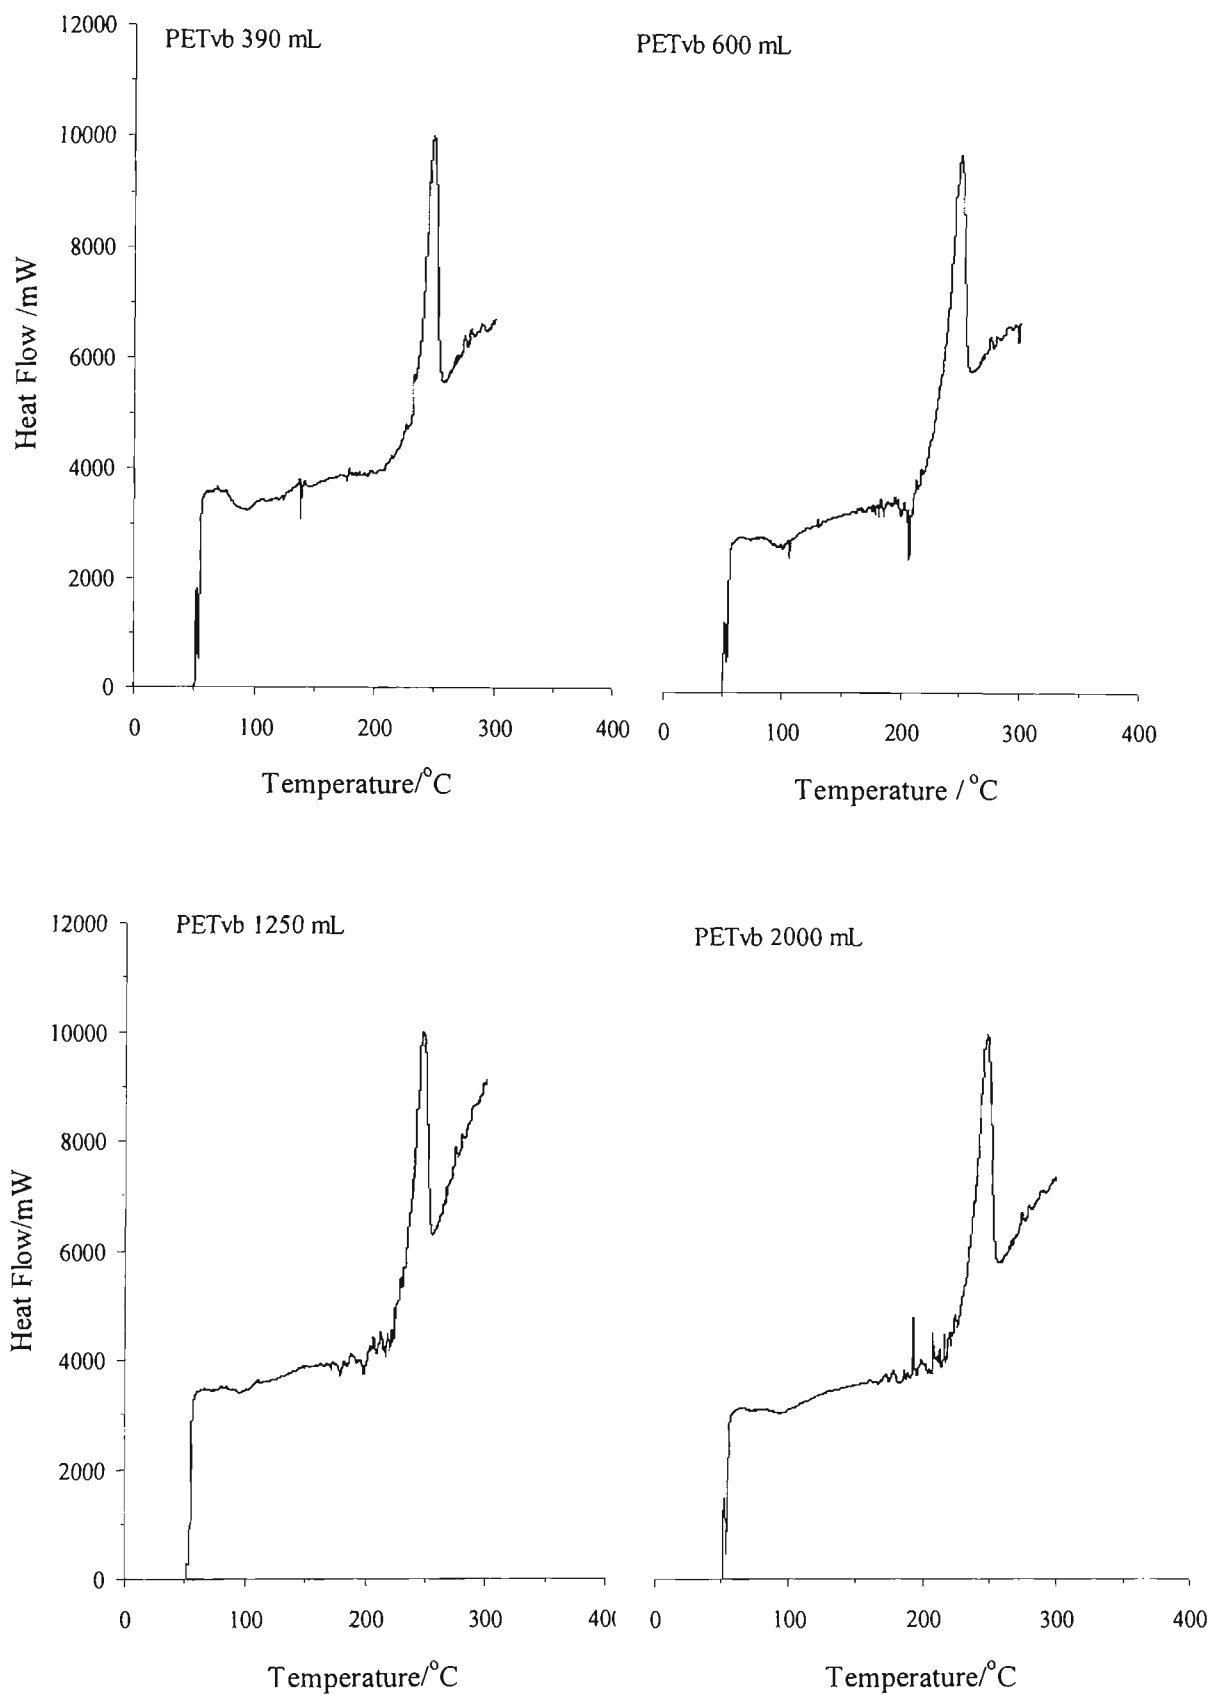 PETvb 390 mL
PETvb 600 mL
12000
10000
8000
6000
4000
2000
0
Heat Flow /mW
0 100 200 300 400
0 100 200 300 400
Temperature/°C
Temperature / °C
PETvb 1250 mL
PETvb 2000 mL
12000
10000
8000
6000
4000
2000
0
Heat Flow/mW
0 100 200 300 40(
0 100 200 300 400
Temperature/°C
Temperature/°C